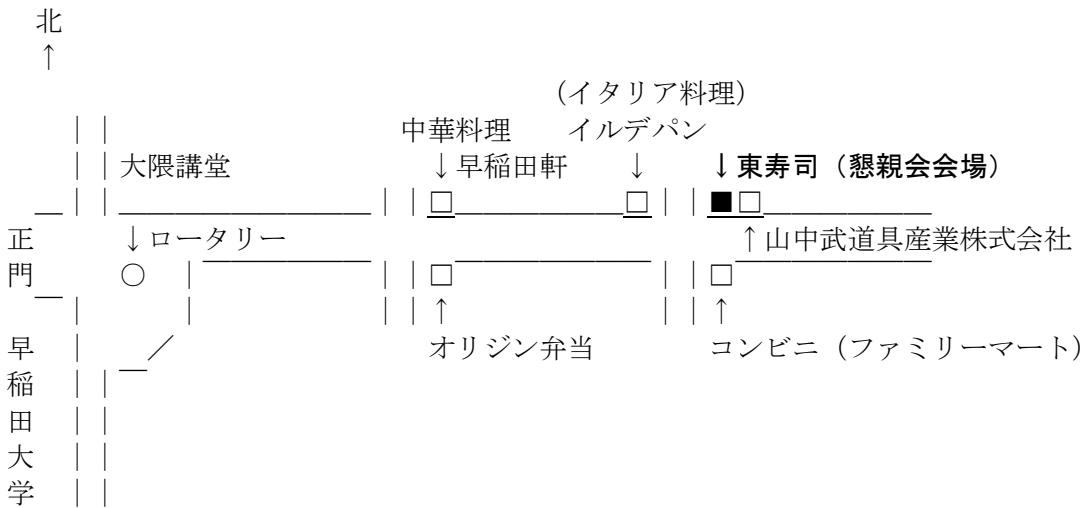 北
↑
（イタリア料理）
中華料理 イルデパン
大隈講堂 ↓早稲田軒 ↓ ↓東寿司（懇親会会場）
□ □ ■□
正門 ↓ロータリー ↑山中武道具産業株式会社
○ □ □
↑ ↑
オリジン弁当 コンビニ（ファミリーマート）
早稲田大学